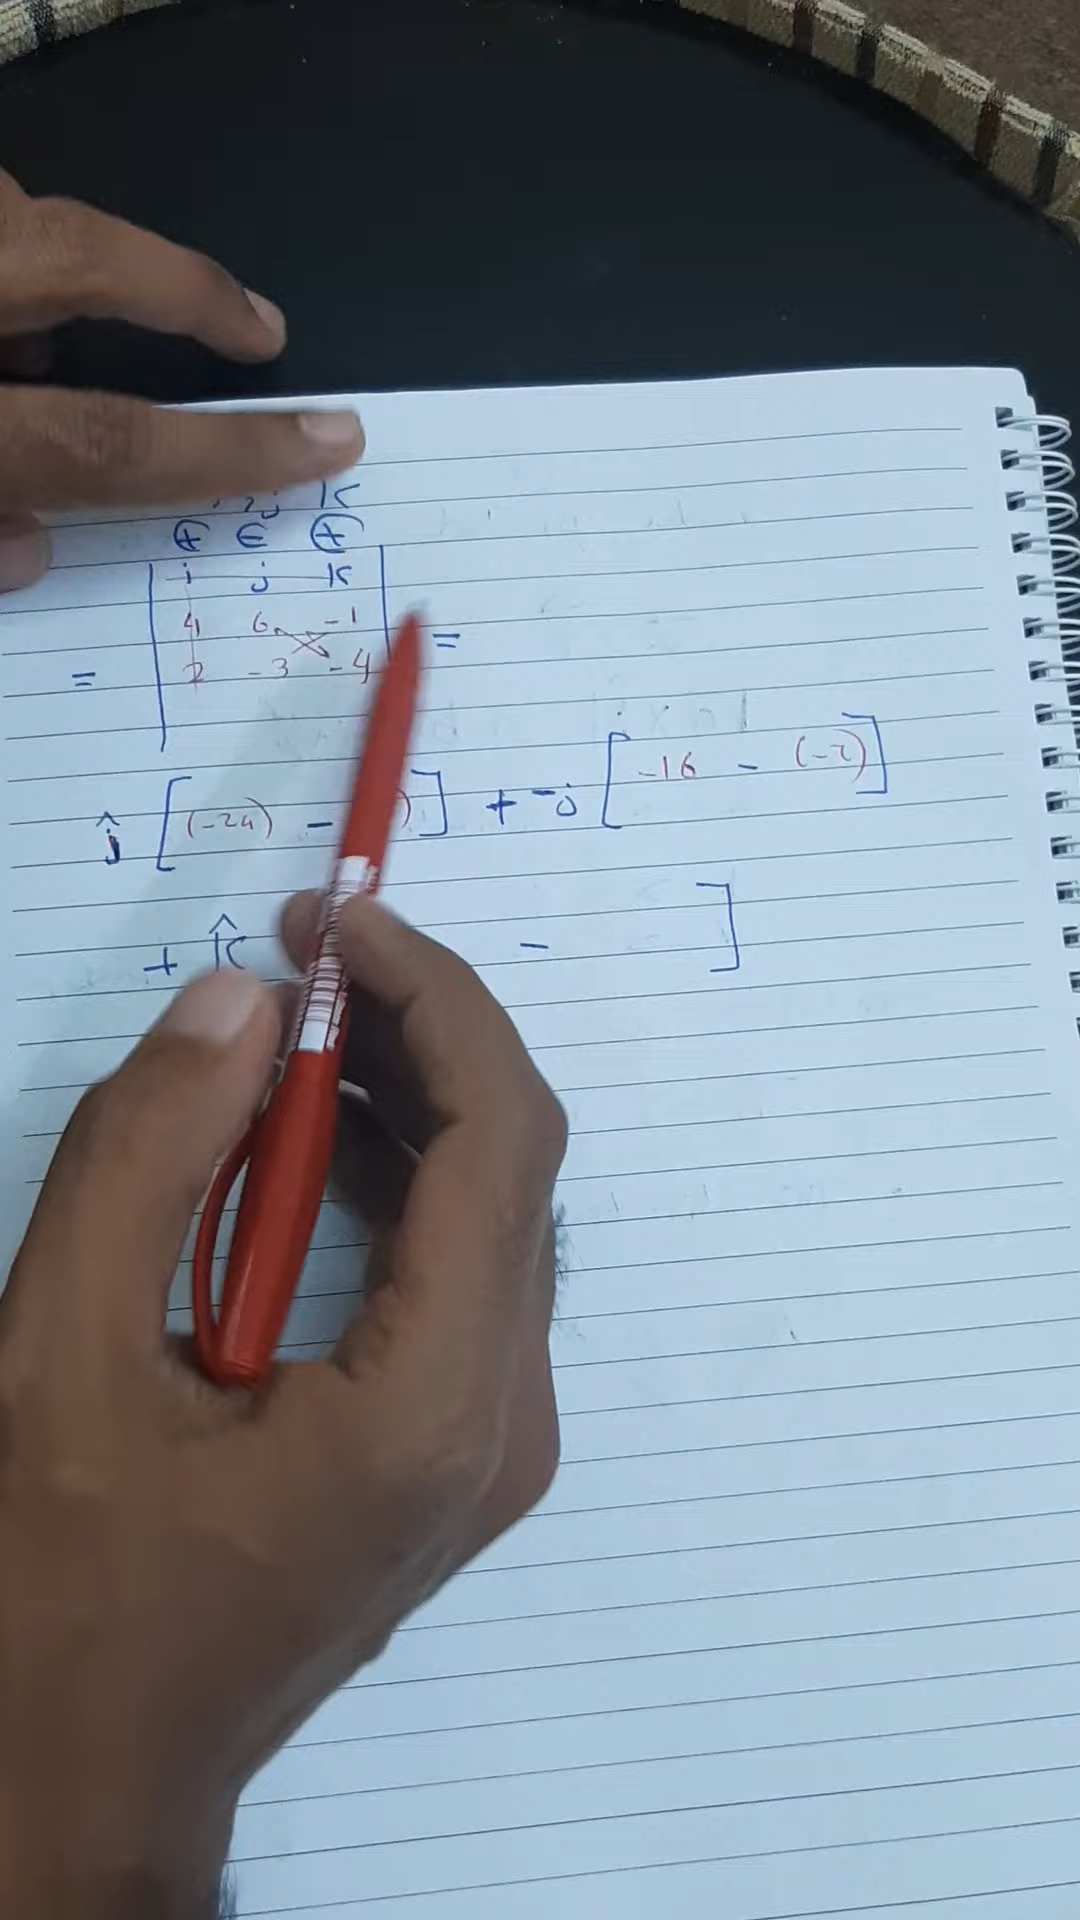 j k
⊕ ⊖ ⊕
i j k
4 6 -1
= 2 -3 -4 =
ĵ [(-24) - )] + -j [-16 - (-2)]
+ k̂ - ]